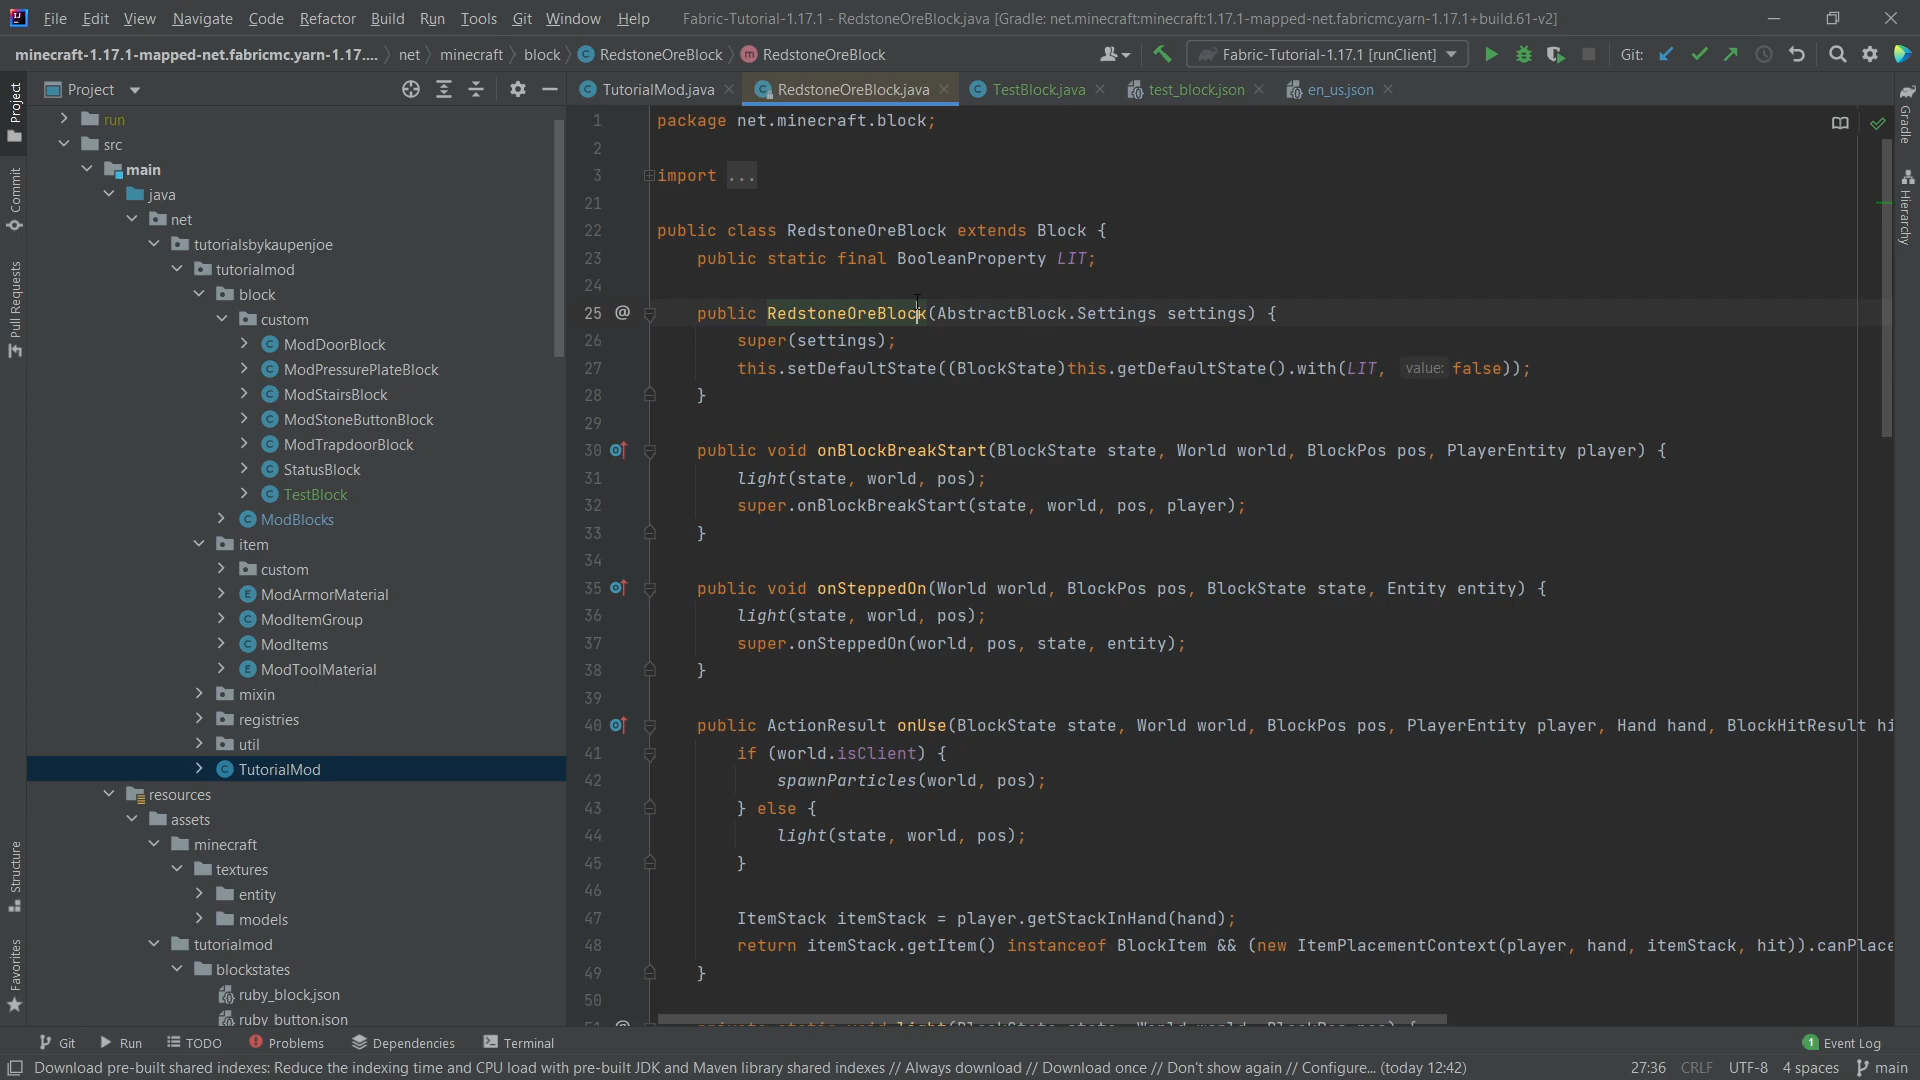 File Edit View Navigate Code Refactor Build Run Tools Git Window Help Fabric-Tutorial-1.17.1 - RedstoneOreBlock.java [Gradle: net.minecraft:minecraft:1.17.1-mapped-net.fabricmc.yarn-1.17.1+build.61-v2]
minecraft-1.17.1-mapped-net.fabricmc.yarn-1.17.... net minecraft block RedstoneOreBlock RedstoneOreBlock Fabric-Tutorial-1.17.1 [runClient] Git:
Project TutorialMod.java RedstoneOreBlock.java TestBlock.java test_block.json en_us.json
Project
Commit
Pull Requests
Structure
Favorites
run
src
main
java
net
tutorialsbykaupenjoe
tutorialmod
block
custom
ModDoorBlock
ModPressurePlateBlock
ModStairsBlock
ModStoneButtonBlock
ModTrapdoorBlock
StatusBlock
TestBlock
ModBlocks
item
custom
ModArmorMaterial
ModItemGroup
ModItems
ModToolMaterial
mixin
registries
util
TutorialMod
resources
assets
minecraft
textures
entity
models
tutorialmod
blockstates
ruby_block.json
ruby_button.json
1 package net.minecraft.block;
2
3 import ...
21
22 public class RedstoneOreBlock extends Block {
23 public static final BooleanProperty LIT;
24
25 @ public RedstoneOreBlock(AbstractBlock.Settings settings) {
26 super(settings);
27 this.setDefaultState((BlockState)this.getDefaultState().with(LIT, value: false));
28 }
29
30 public void onBlockBreakStart(BlockState state, World world, BlockPos pos, PlayerEntity player) {
31 light(state, world, pos);
32 super.onBlockBreakStart(state, world, pos, player);
33 }
34
35 public void onSteppedOn(World world, BlockPos pos, BlockState state, Entity entity) {
36 light(state, world, pos);
37 super.onSteppedOn(world, pos, state, entity);
38 }
39
40 public ActionResult onUse(BlockState state, World world, BlockPos pos, PlayerEntity player, Hand hand, BlockHitResult hi
41 if (world.isClient) {
42 spawnParticles(world, pos);
43 } else {
44 light(state, world, pos);
45 }
46
47 ItemStack itemStack = player.getStackInHand(hand);
48 return itemStack.getItem() instanceof BlockItem && (new ItemPlacementContext(player, hand, itemStack, hit)).canPlace
49 }
50
Gradle
Hierarchy
Git Run TODO Problems Dependencies Terminal 1 Event Log
Download pre-built shared indexes: Reduce the indexing time and CPU load with pre-built JDK and Maven library shared indexes // Always download // Download once // Don't show again // Configure... (today 12:42) 27:36 CRLF UTF-8 4 spaces main